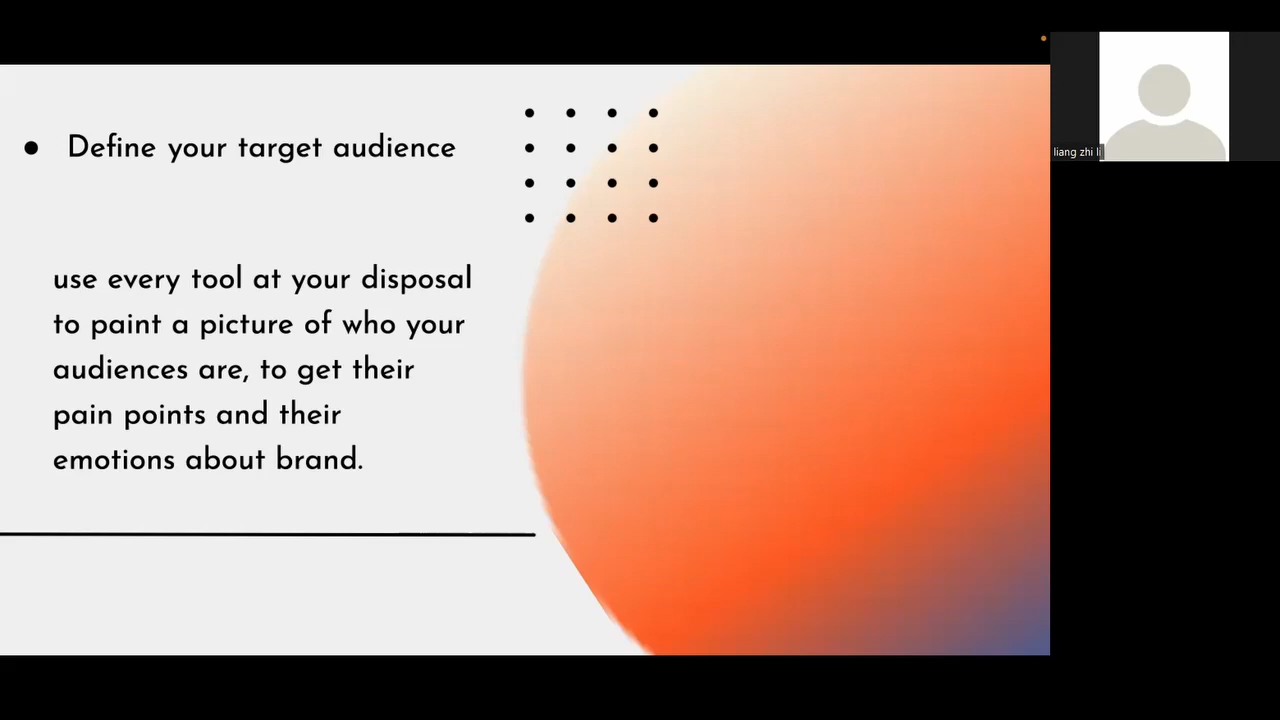 ● Define your target audience
use every tool at your disposal
to paint a picture of who your
audiences are, to get their
pain points and their
emotions about brand.
liang zhi li